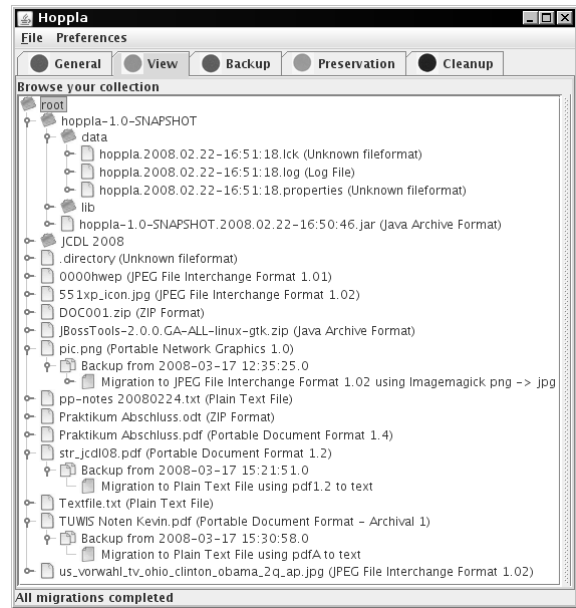 Hoppla
File Preferences
General View Backup Preservation Cleanup
Browse your collection
root
hoppla-1.0-SNAPSHOT
data
hoppla.2008.02.22-16:51:18.lck (Unknown fileformat)
hoppla.2008.02.22-16:51:18.log (Log File)
hoppla.2008.02.22-16:51:18.properties (Unknown fileformat)
lib
hoppla-1.0-SNAPSHOT.2008.02.22-16:50:46.jar (Java Archive Format)
JCDL 2008
.directory (Unknown fileformat)
0000hwep (JPEG File Interchange Format 1.01)
551xp_icon.jpg (JPEG File Interchange Format 1.02)
DOC001.zip (ZIP Format)
JBossTools-2.0.0.GA-ALL-linux-gtk.zip (Java Archive Format)
pic.png (Portable Network Graphics 1.0)
Backup from 2008-03-17 12:35:25.0
Migration to JPEG File Interchange Format 1.02 using Imagemagick png -> jpg
pp-notes 20080224.txt (Plain Text File)
Praktikum Abschluss.odt (ZIP Format)
Praktikum Abschluss.pdf (Portable Document Format 1.4)
str_jcdl08.pdf (Portable Document Format 1.2)
Backup from 2008-03-17 15:21:51.0
Migration to Plain Text File using pdf1.2 to text
Textfile.txt (Plain Text File)
TUWIS Noten Kevin.pdf (Portable Document Format - Archival 1)
Backup from 2008-03-17 15:30:58.0
Migration to Plain Text File using pdfA to text
us_vorwahl_tv_ohio_clinton_obama_2q_ap.jpg (JPEG File Interchange Format 1.02)
All migrations completed